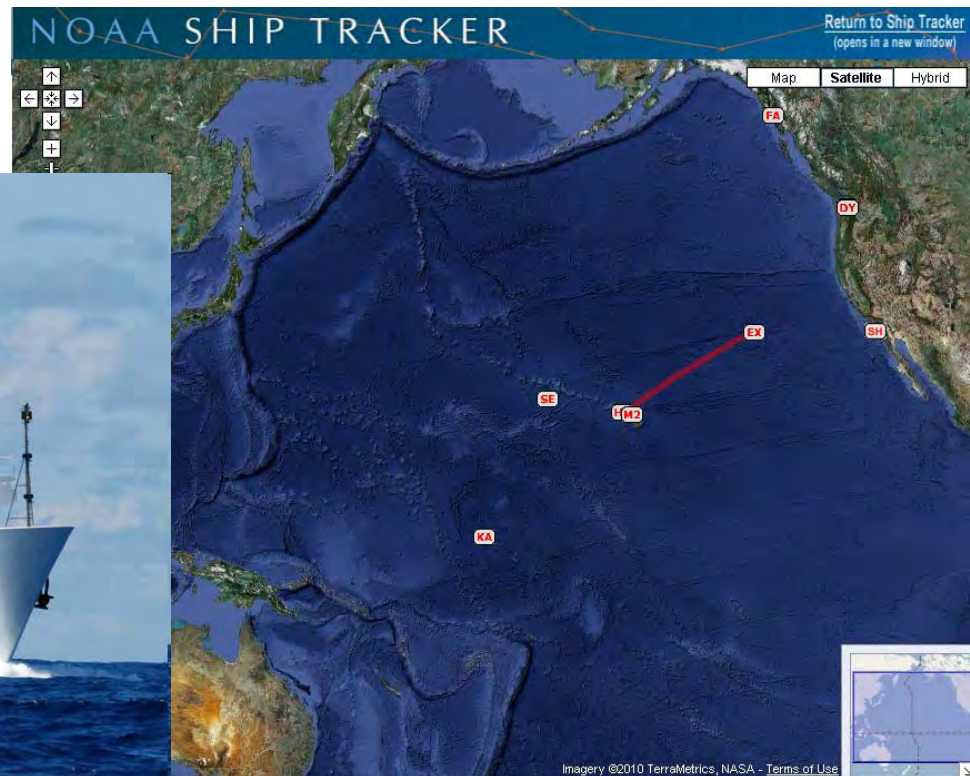 NOAA SHIP TRACKER
Return to Ship Tracker
(opens in a new window)
Map Satellite Hybrid
FA
DY
EX
SH
SE
H M2
KA
Imagery ©2010 TerraMetrics, NASA - Terms of Use